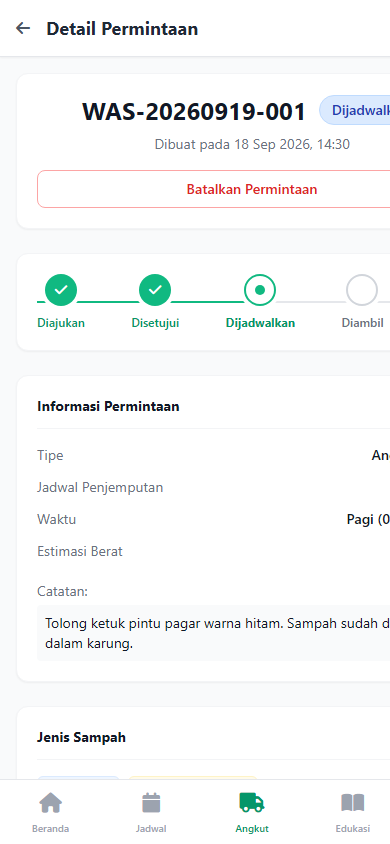 Detail Permintaan
WAS-20260919-001
Dibuat pada 18 Sep 2026, 14:30
Batalkan Permintaan
Diajukan
Disetujui
Dijadwalkan
Diambil
Informasi Permintaan
Tipe
Jadwal Penjemputan
Waktu Pagi (0
Estimasi Berat
Catatan:
Tolong ketuk pintu pagar warna hitam. Sampah sudah
dalam karung.
Jenis Sampah
Beranda
Jadwal
Angkut
Edukasi